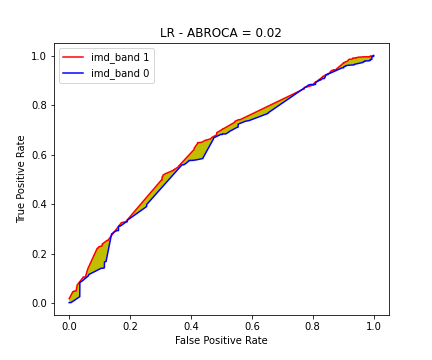 LR - ABROCA = 0.02
imd_band 1
imd_band 0
True Positive Rate
1.0
0.8
0.6
0.4
0.2
0.0
0.0 0.2 0.4 0.6 0.8 1.0
False Positive Rate